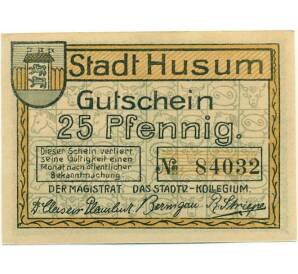 Stadt Husum
Gutschein
25 Pfennig.
Dieser Schein verliert
seine Gültigkeit einen
Monat nach öffentlicher
Bekanntmachung
№ 84032
DER MAGISTRAT. DAS STADTV-KOLLEGIUM.